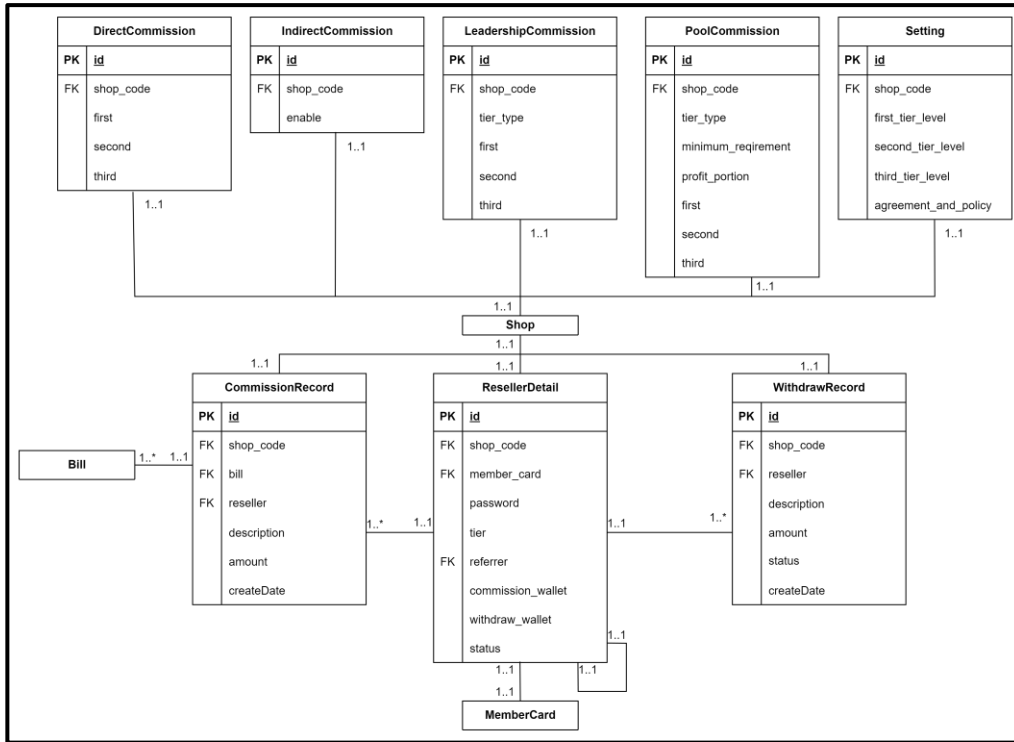 DirectCommission
PK id
FK shop_code
first
second
third
1..1
IndirectCommission
PK id
FK shop_code
enable
1..1
LeadershipCommission
PK id
FK shop_code
tier_type
first
second
third
1..1
PoolCommission
PK id
FK shop_code
tier_type
minimum_reqirement
profit_portion
first
second
third
1..1
Setting
PK id
FK shop_code
first_tier_level
second_tier_level
third_tier_level
agreement_and_policy
1..1
1..1
Shop
1..1
1..1
1..1
1..1
CommissionRecord
PK id
FK shop_code
FK bill
FK reseller
description
amount
createDate
Bill
1..*
1..1
1..*
1..1
ResellerDetail
PK id
FK shop_code
FK member_card
password
tier
FK referrer
commission_wallet
withdraw_wallet
status
1..1
1..*
1..1
1..1
1..1
1..1
MemberCard
WithdrawRecord
PK id
FK shop_code
FK reseller
description
amount
status
createDate